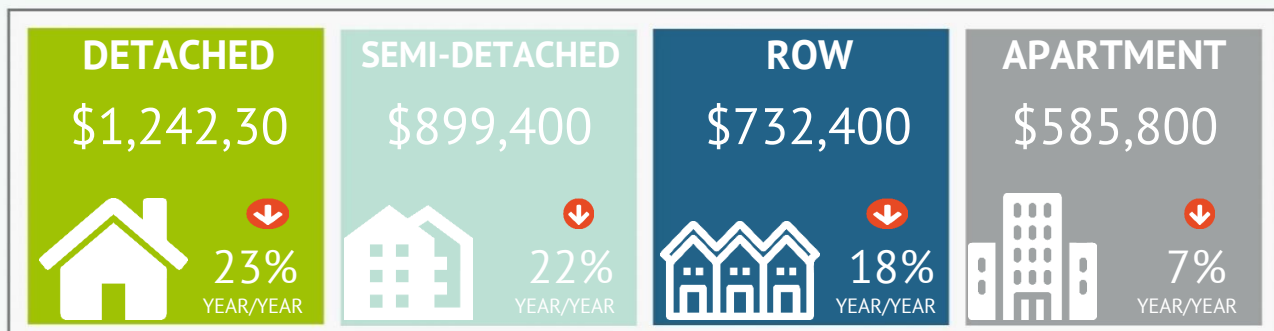 DETACHED
$1,242,30
23%
YEAR/YEAR
SEMI-DETACHED
$899,400
22%
YEAR/YEAR
ROW
$732,400
18%
YEAR/YEAR
APARTMENT
$585,800
7%
YEAR/YEAR